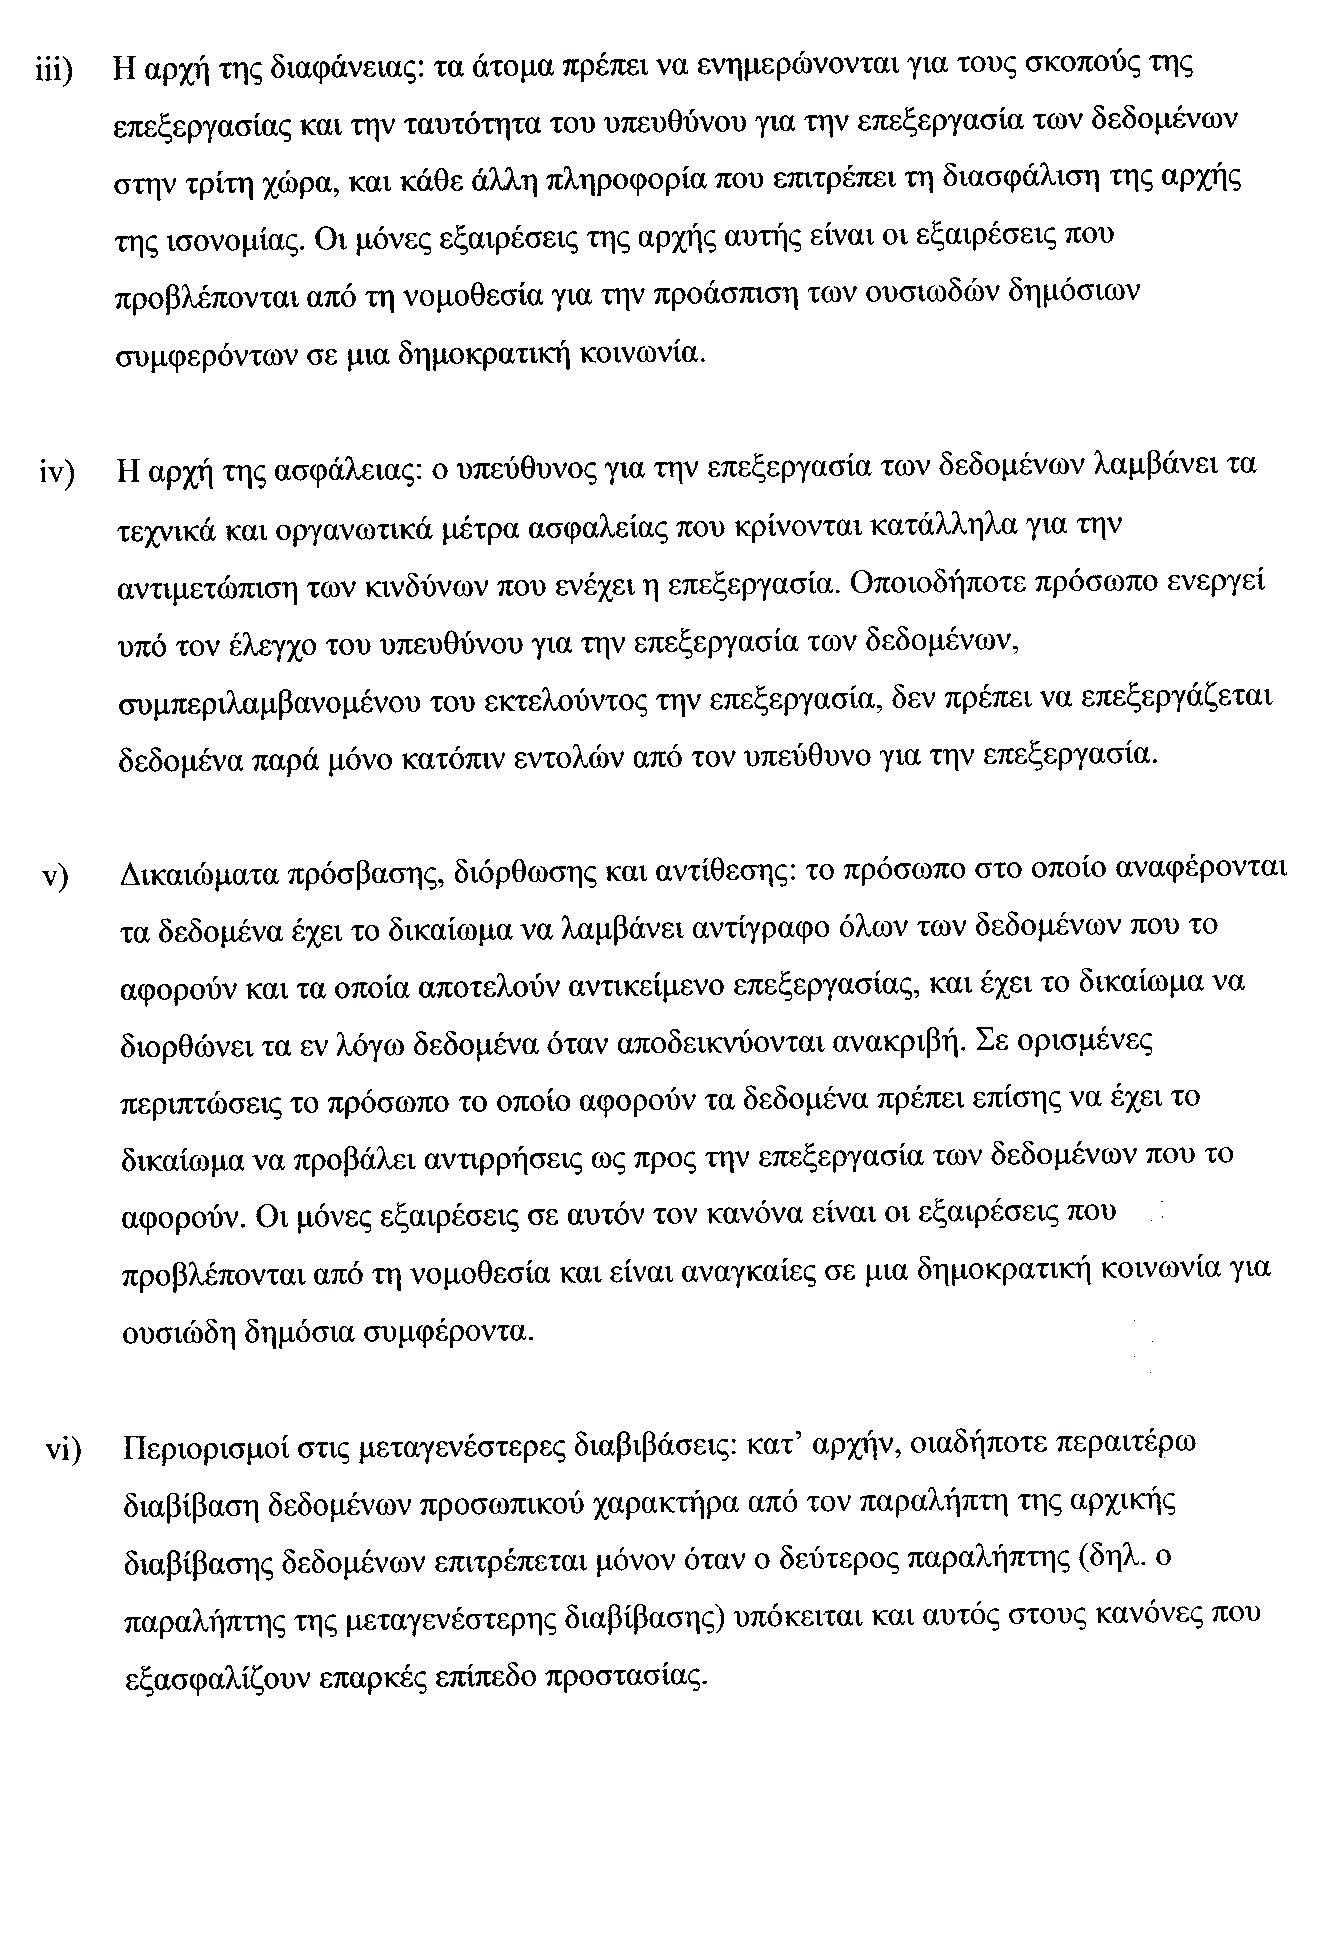 iii) Η αρχή της διαφάνειας: τα άτομα πρέπει να ενημερώνονται για τους σκοπούς της
επεξεργασίας και την ταυτότητα του υπευθύνου για την επεξεργασία των δεδομένων
στην τρίτη χώρα, και κάθε άλλη πληροφορία που επιτρέπει τη διασφάλιση της αρχής
της ισονομίας. Οι μόνες εξαιρέσεις της αρχής αυτής είναι οι εξαιρέσεις που
προβλέπονται από τη νομοθεσία για την προάσπιση των ουσιωδών δημόσιων
συμφερόντων σε μια δημοκρατική κοινωνία.
iv) Η αρχή της ασφάλειας: ο υπεύθυνος για την επεξεργασία των δεδομένων λαμβάνει τα
τεχνικά και οργανωτικά μέτρα ασφαλείας που κρίνονται κατάλληλα για την
αντιμετώπιση των κινδύνων που ενέχει η επεξεργασία. Οποιοδήποτε πρόσωπο ενεργεί
υπό τον έλεγχο του υπευθύνου για την επεξεργασία των δεδομένων,
συμπεριλαμβανομένου του εκτελούντος την επεξεργασία, δεν πρέπει να επεξεργάζεται
δεδομένα παρά μόνο κατόπιν εντολών από τον υπεύθυνο για την επεξεργασία.
v) Δικαιώματα πρόσβασης, διόρθωσης και αντίθεσης: το πρόσωπο στο οποίο αναφέρονται
τα δεδομένα έχει το δικαίωμα να λαμβάνει αντίγραφο όλων των δεδομένων που το
αφορούν και τα οποία αποτελούν αντικείμενο επεξεργασίας, και έχει το δικαίωμα να
διορθώνει τα εν λόγω δεδομένα όταν αποδεικνύονται ανακριβή. Σε ορισμένες
περιπτώσεις το πρόσωπο το οποίο αφορούν τα δεδομένα πρέπει επίσης να έχει το
δικαίωμα να προβάλει αντιρρήσεις ως προς την επεξεργασία των δεδομένων που το
αφορούν. Οι μόνες εξαιρέσεις σε αυτόν τον κανόνα είναι οι εξαιρέσεις που
προβλέπονται από τη νομοθεσία και είναι αναγκαίες σε μια δημοκρατική κοινωνία για
ουσιώδη δημόσια συμφέροντα.
vi) Περιορισμοί στις μεταγενέστερες διαβιβάσεις: κατ’ αρχήν, οιαδήποτε περαιτέρω
διαβίβαση δεδομένων προσωπικού χαρακτήρα από τον παραλήπτη της αρχικής
διαβίβασης δεδομένων επιτρέπεται μόνον όταν ο δεύτερος παραλήπτης (δηλ. ο
παραλήπτης της μεταγενέστερης διαβίβασης) υπόκειται και αυτός στους κανόνες που
εξασφαλίζουν επαρκές επίπεδο προστασίας.